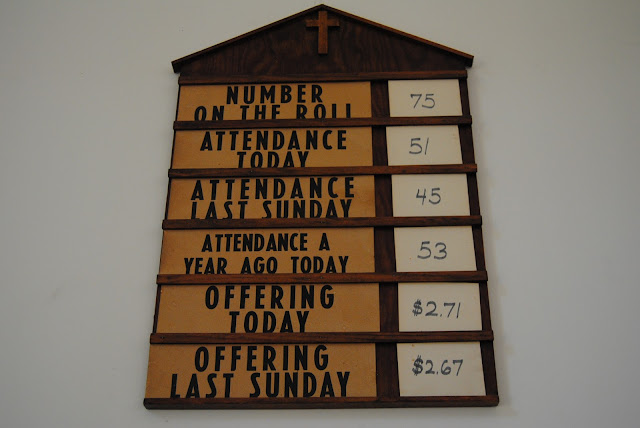 NUMBER
ON THE ROLL 75
ATTENDANCE
TODAY 51
ATTENDANCE
LAST SUNDAY 45
ATTENDANCE A
YEAR AGO TODAY 53
OFFERING
TODAY $2.71
OFFERING
LAST SUNDAY $2.67